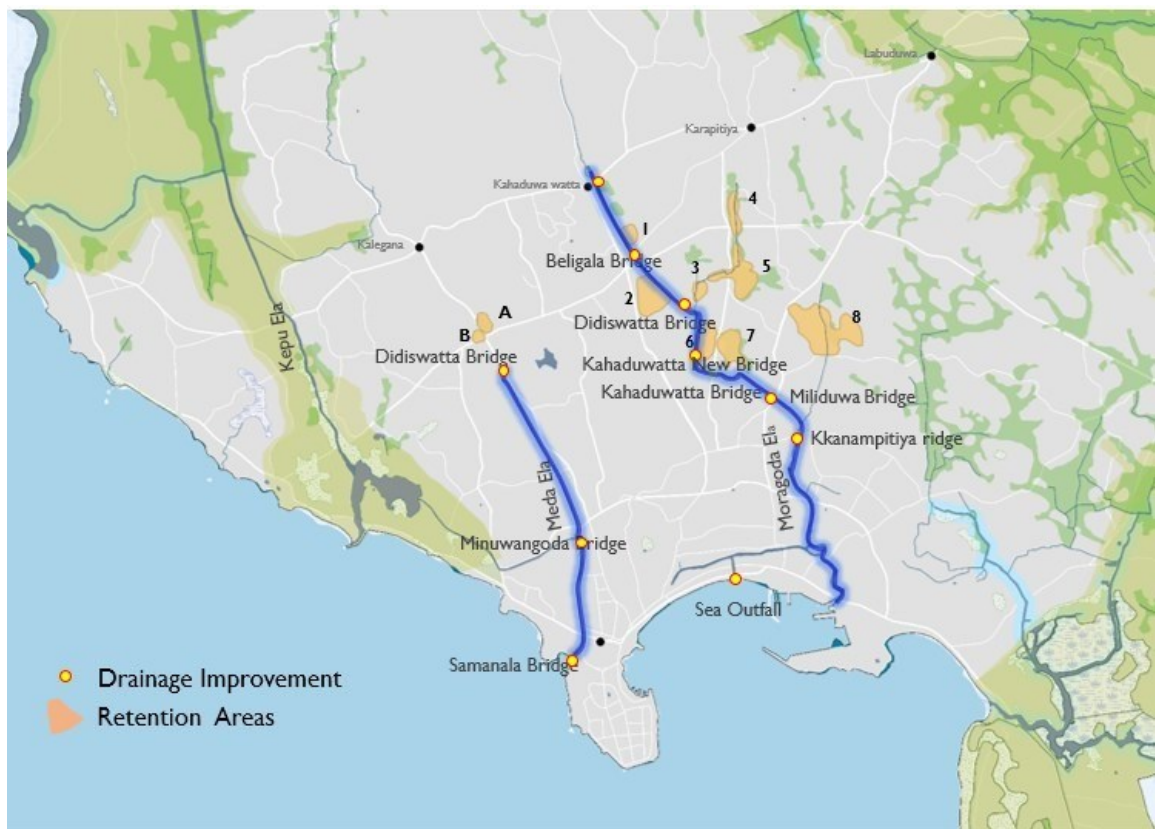 Labuduwa
Karapitiya
Kahaduwa watta
4
1
Kalegana
Beligala Bridge
3
5
2
A
Didiswatta Bridge
8
B
6
7
Kepu Ela
Didiswatta Bridge
Kahaduwatta New Bridge
Kahaduwatta Bridge
Miliduwa Bridge
Kkanampitiya ridge
Meda Ela
Moragoda Ela
Minuwangoda Bridge
Sea Outfall
Samanala Bridge
Drainage Improvement
Retention Areas